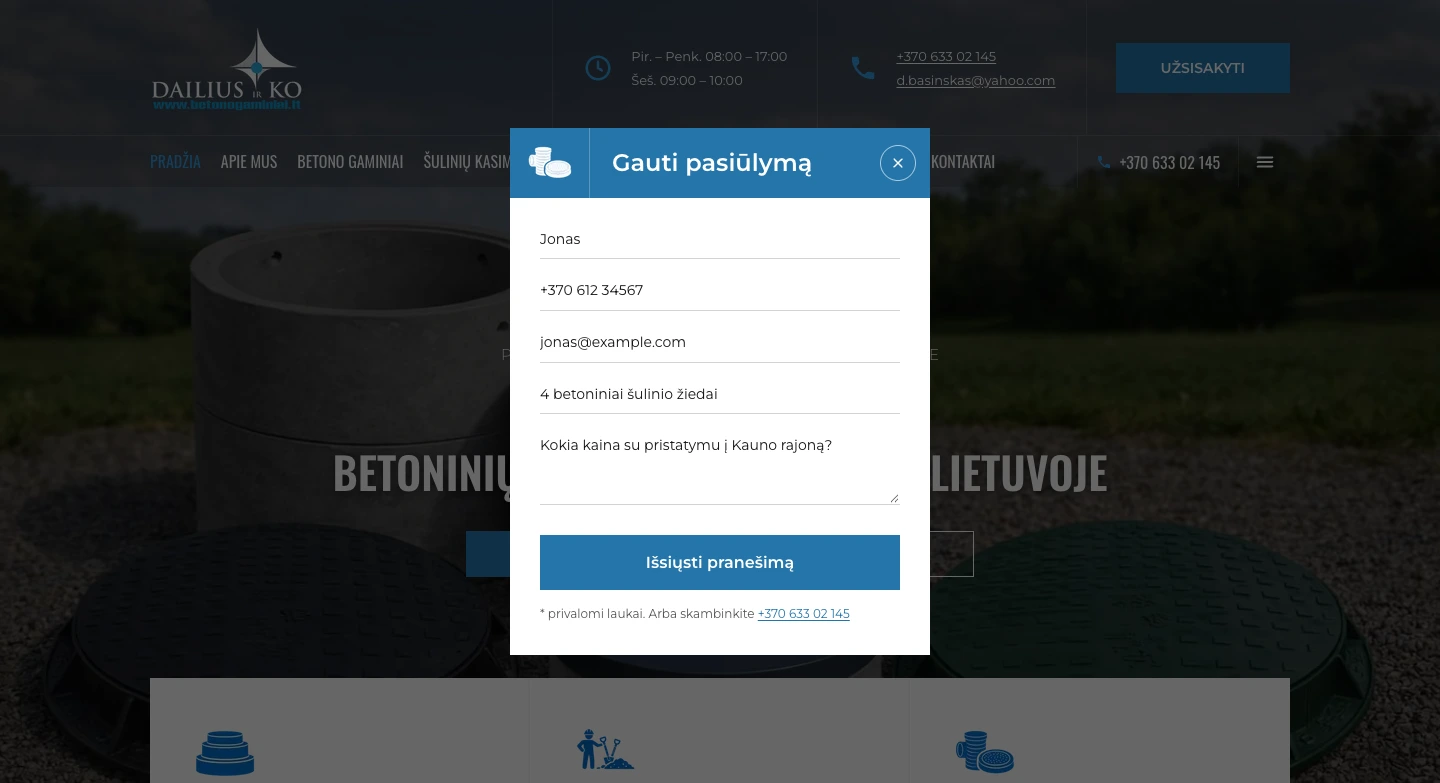 DAILIUS IR KO
www.betonogaminiai.lt
Pir. – Penk. 08:00 – 17:00
Šeš. 09:00 – 10:00
+370 633 02 145
d.basinskas@yahoo.com
UŽSISAKYTI
PRADŽIA APIE MUS BETONO GAMINIAI ŠULINIŲ KASIM KONTAKTAI +370 633 02 145
Gauti pasiūlymą
Jonas
+370 612 34567
jonas@example.com
4 betoniniai šulinio žiedai
Kokia kaina su pristatymu į Kauno rajoną?
BETONINIŲ LIETUVOJE
Išsiųsti pranešimą
* privalomi laukai. Arba skambinkite +370 633 02 145